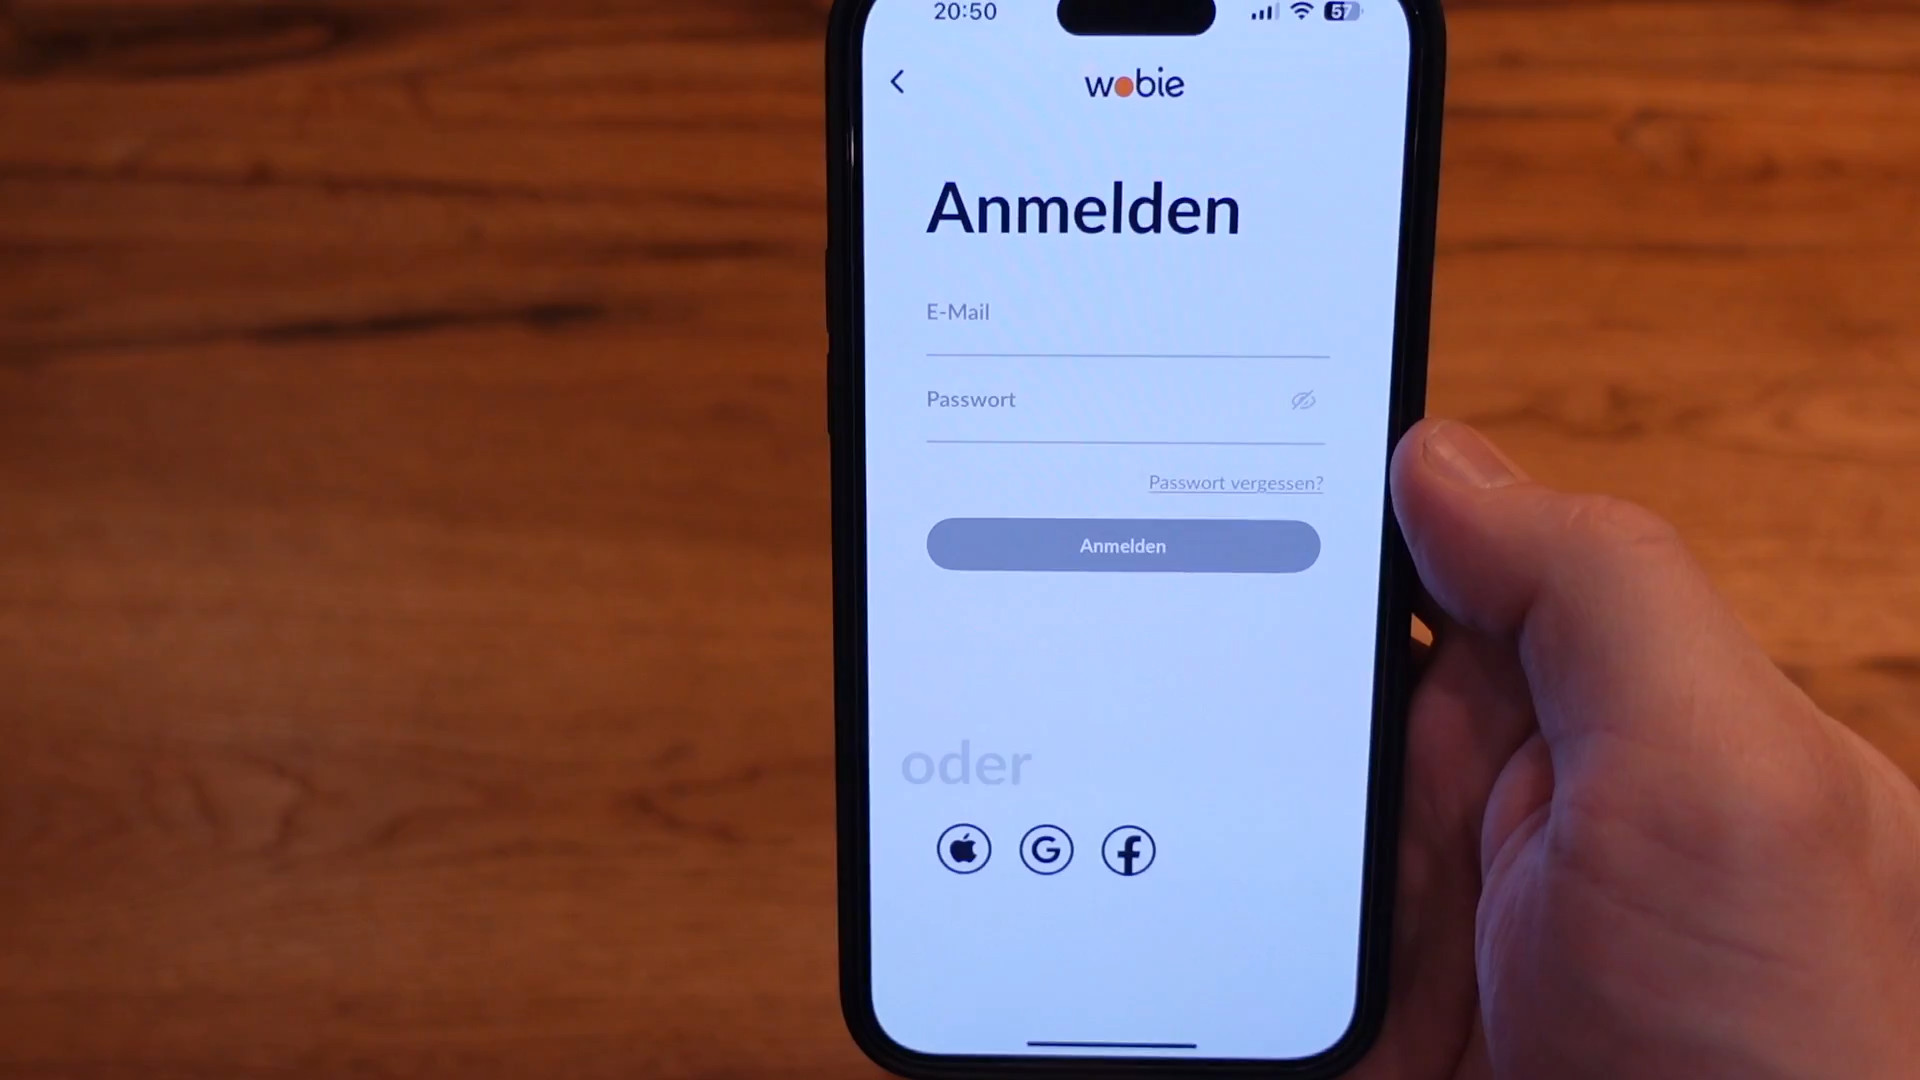 20:50
57
wobie
Anmelden
E-Mail
Passwort
Passwort vergessen?
Anmelden
oder